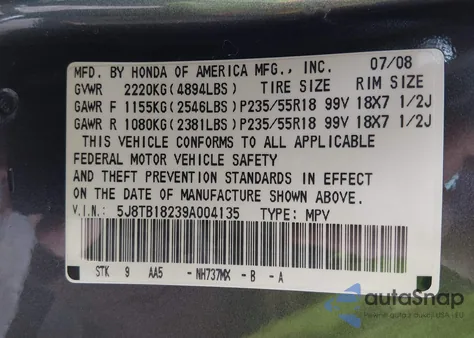 MFD. BY HONDA OF AMERICA MFG., INC. 07/08
GVWR 2220KG(4894LBS) TIRE SIZE RIM SIZE
GAWR F 1155KG(2546LBS)P235/55R18 99V 18X7 1/2J
GAWR R 1080KG(2381LBS)P235/55R18 99V 18X7 1/2J
THIS VEHICLE CONFORMS TO ALL APPLICABLE
FEDERAL MOTOR VEHICLE SAFETY
AND THEFT PREVENTION STANDARDS IN EFFECT
ON THE DATE OF MANUFACTURE SHOWN ABOVE.
V.I.N.: 5J8TB18239A004135 TYPE: MPV
STK 9 AA5 -NH737MX -B -A
autoSnap